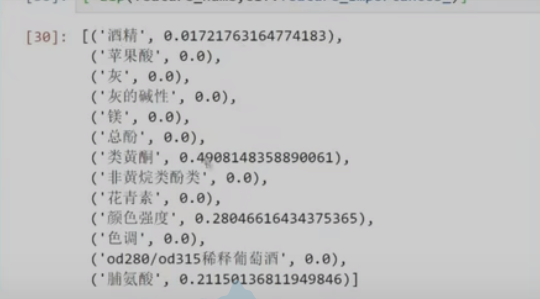 [30]: [('酒精', 0.01721763164774183),
('苹果酸', 0.0),
('灰', 0.0),
('灰的碱性', 0.0),
('镁', 0.0),
('总酚', 0.0),
('类黄酮', 0.4908148358890061),
('非黄烷类酚类', 0.0),
('花青素', 0.0),
('颜色强度', 0.28046616434375365),
('色调', 0.0),
('od280/od315稀释葡萄酒', 0.0),
('脯氨酸', 0.21150136811949846)]